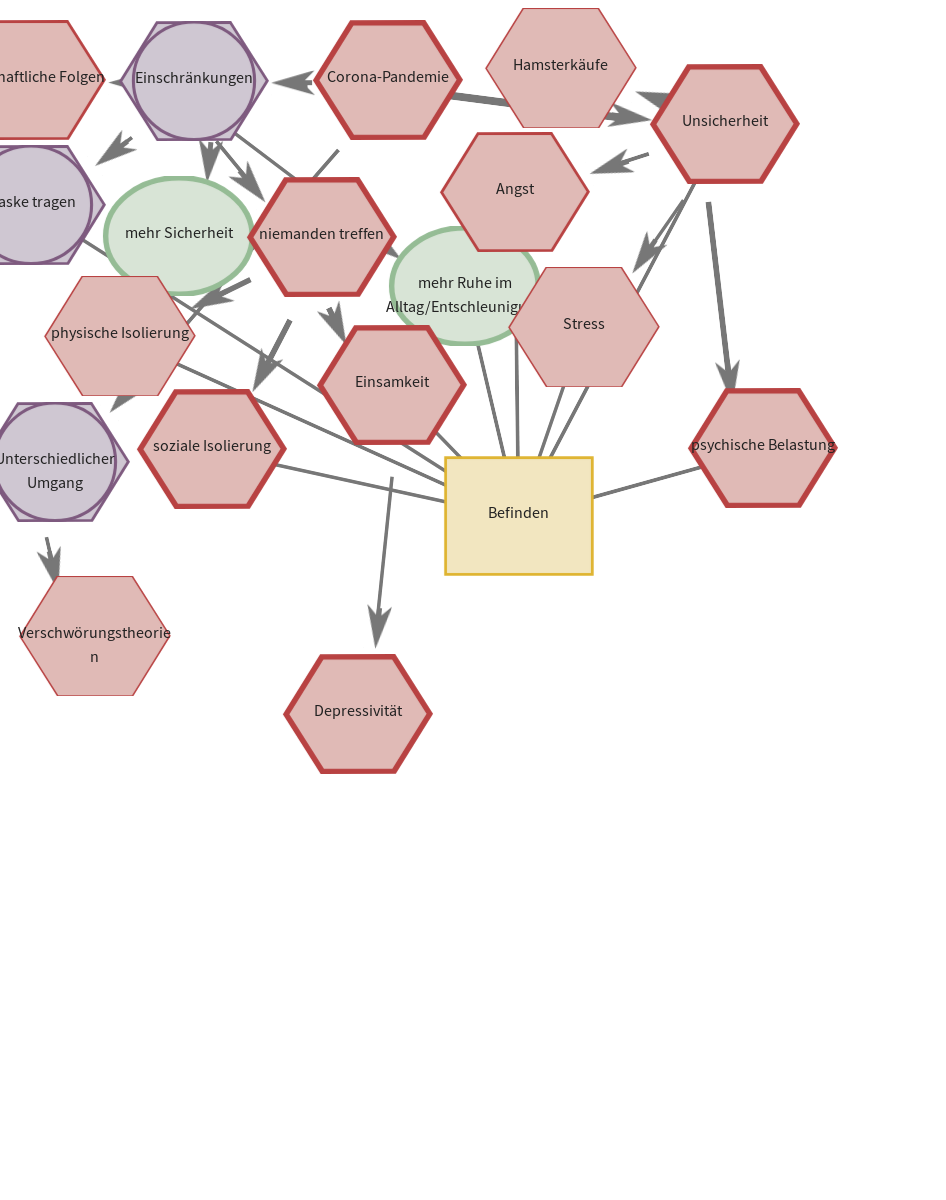 haftliche Folgen
Einschränkungen
Corona-Pandemie
Hamsterkäufe
Unsicherheit
Angst
aske tragen
mehr Sicherheit
niemanden treffen
mehr Ruhe im
Alltag/Entschleunigu
Stress
physische Isolierung
Einsamkeit
soziale Isolierung
psychische Belastung
Unterschiedlicher
Umgang
Befinden
Verschwörungstheorie
n
Depressivität